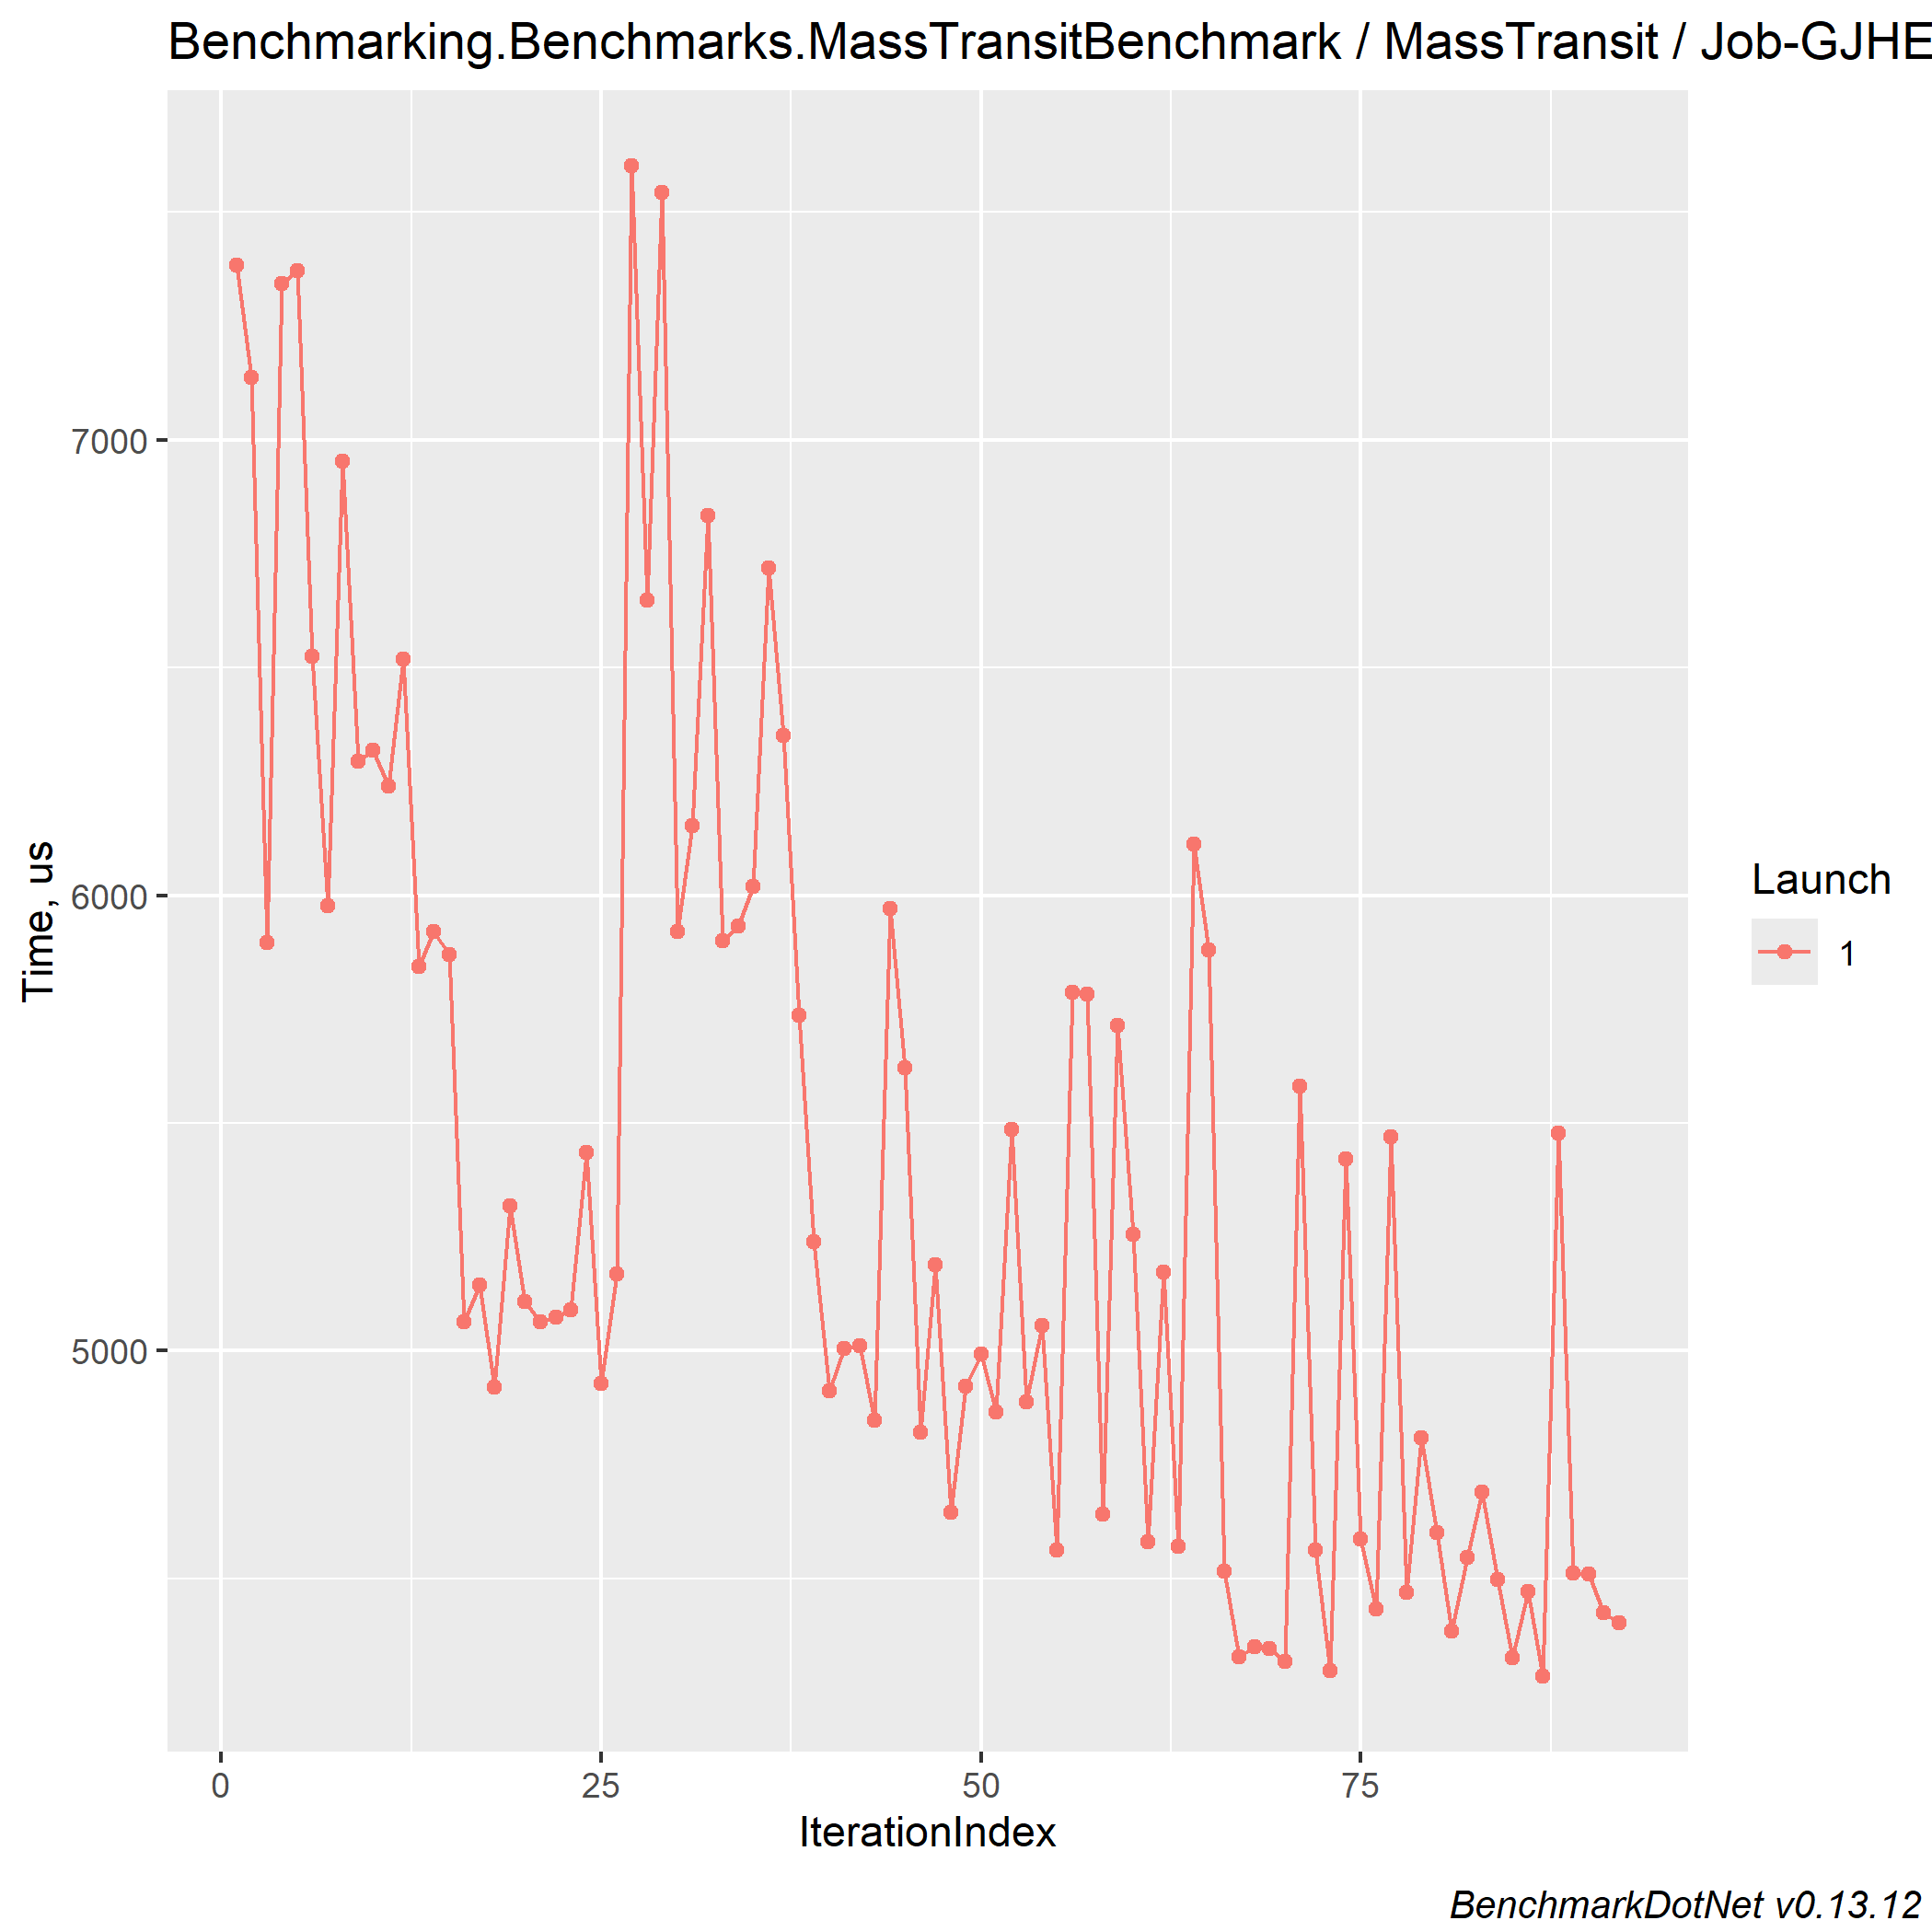 Benchmarking.Benchmarks.MassTransitBenchmark / MassTransit / Job-GJHE
Time, us
7000
6000
5000
0 25 50 75
IterationIndex
Launch
1
BenchmarkDotNet v0.13.12